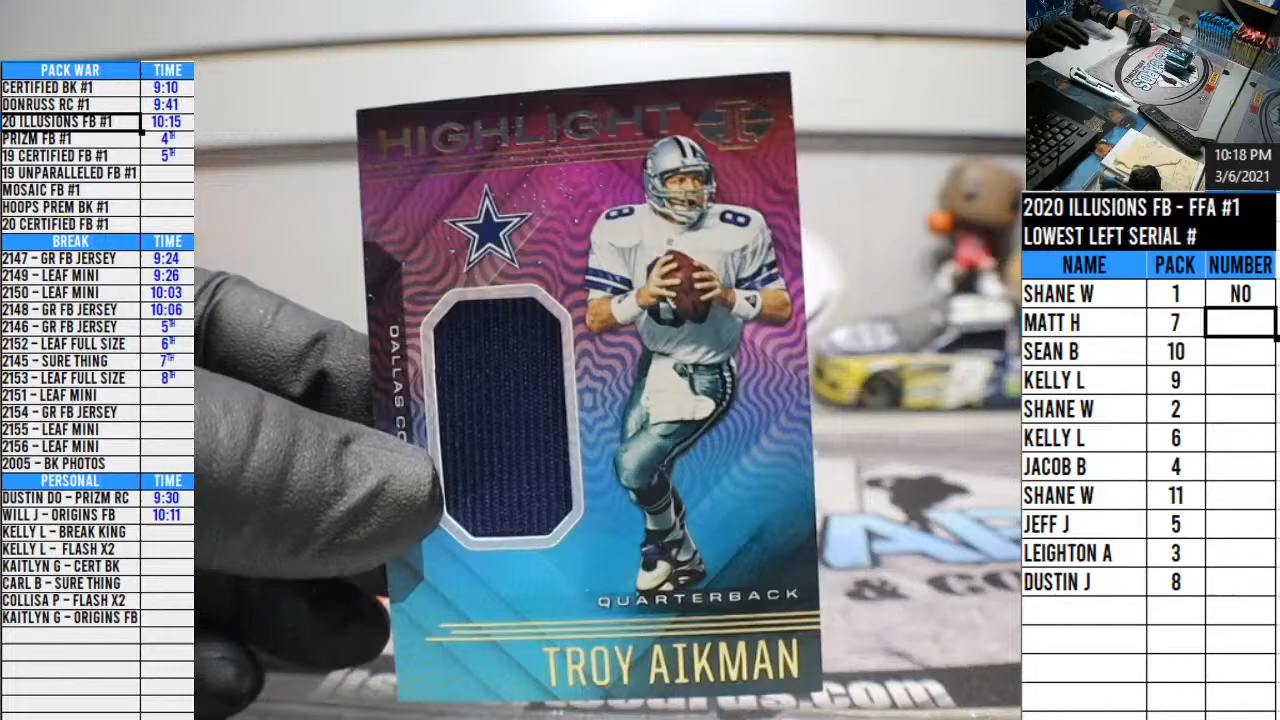 PACK WAR TIME
CERTIFIED BK #1 9:10
DONRUSS RC #1 9:41
20 ILLUSIONS FB #1 10:15
PRIZM FB #1 4TH
19 CERTIFIED FB #1 5TH
19 UNPARALLELED FB #1
MOSAIC FB #1
HOOPS PREM BK #1
20 CERTIFIED FB #1
BREAK TIME
2147 - GR FB JERSEY 9:24
2149 - LEAF MINI 9:26
2150 - LEAF MINI 10:03
2148 - GR FB JERSEY 10:06
2146 - GR FB JERSEY 5TH
2152 - LEAF FULL SIZE 6TH
2145 - SURE THING 7TH
2153 - LEAF FULL SIZE 8TH
2151 - LEAF MINI
2154 - GR FB JERSEY
2155 - LEAF MINI
2156 - LEAF MINI
2005 - BK PHOTOS
PERSONAL TIME
DUSTIN DO - PRIZM RC 9:30
WILL J - ORIGINS FB 10:11
KELLY L - BREAK KING
KELLY L - FLASH X2
KAITLYN G - CERT BK
CARL B - SURE THING
COLLISA P - FLASH X2
KAITLYN G - ORIGINS FB
HIGHLIGHT
8 8
DALLAS CO
QUARTERBACK
TROY AIKMAN
& CO
cards.com
10:18 PM
3/6/2021
2020 ILLUSIONS FB - FFA #1
LOWEST LEFT SERIAL #
NAME PACK NUMBER
SHANE W 1 NO
MATT H 7
SEAN B 10
KELLY L 9
SHANE W 2
KELLY L 6
JACOB B 4
SHANE W 11
JEFF J 5
LEIGHTON A 3
DUSTIN J 8